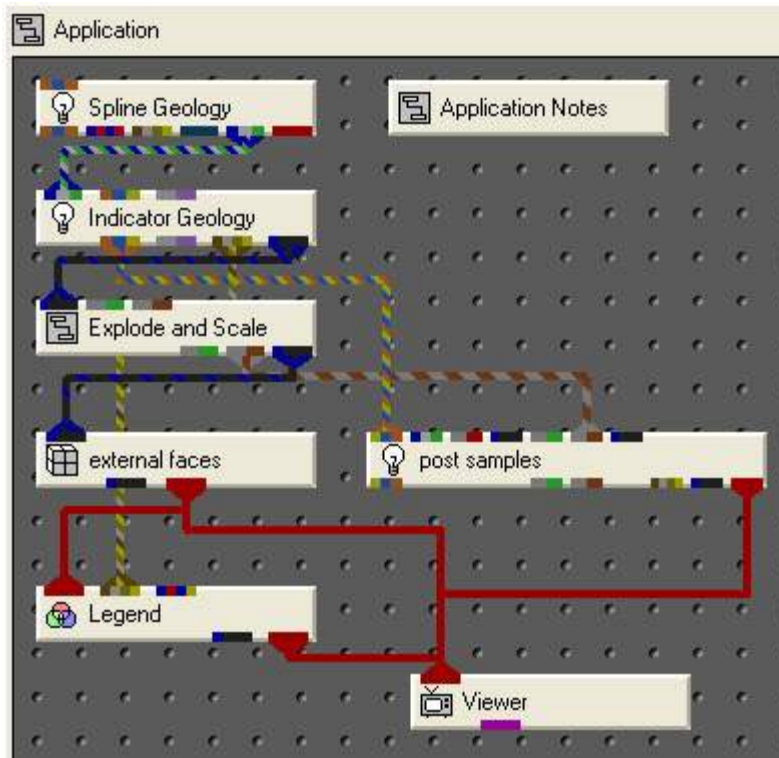 Application
Spline Geology
Application Notes
Indicator Geology
Explode and Scale
external faces
post samples
Legend
Viewer